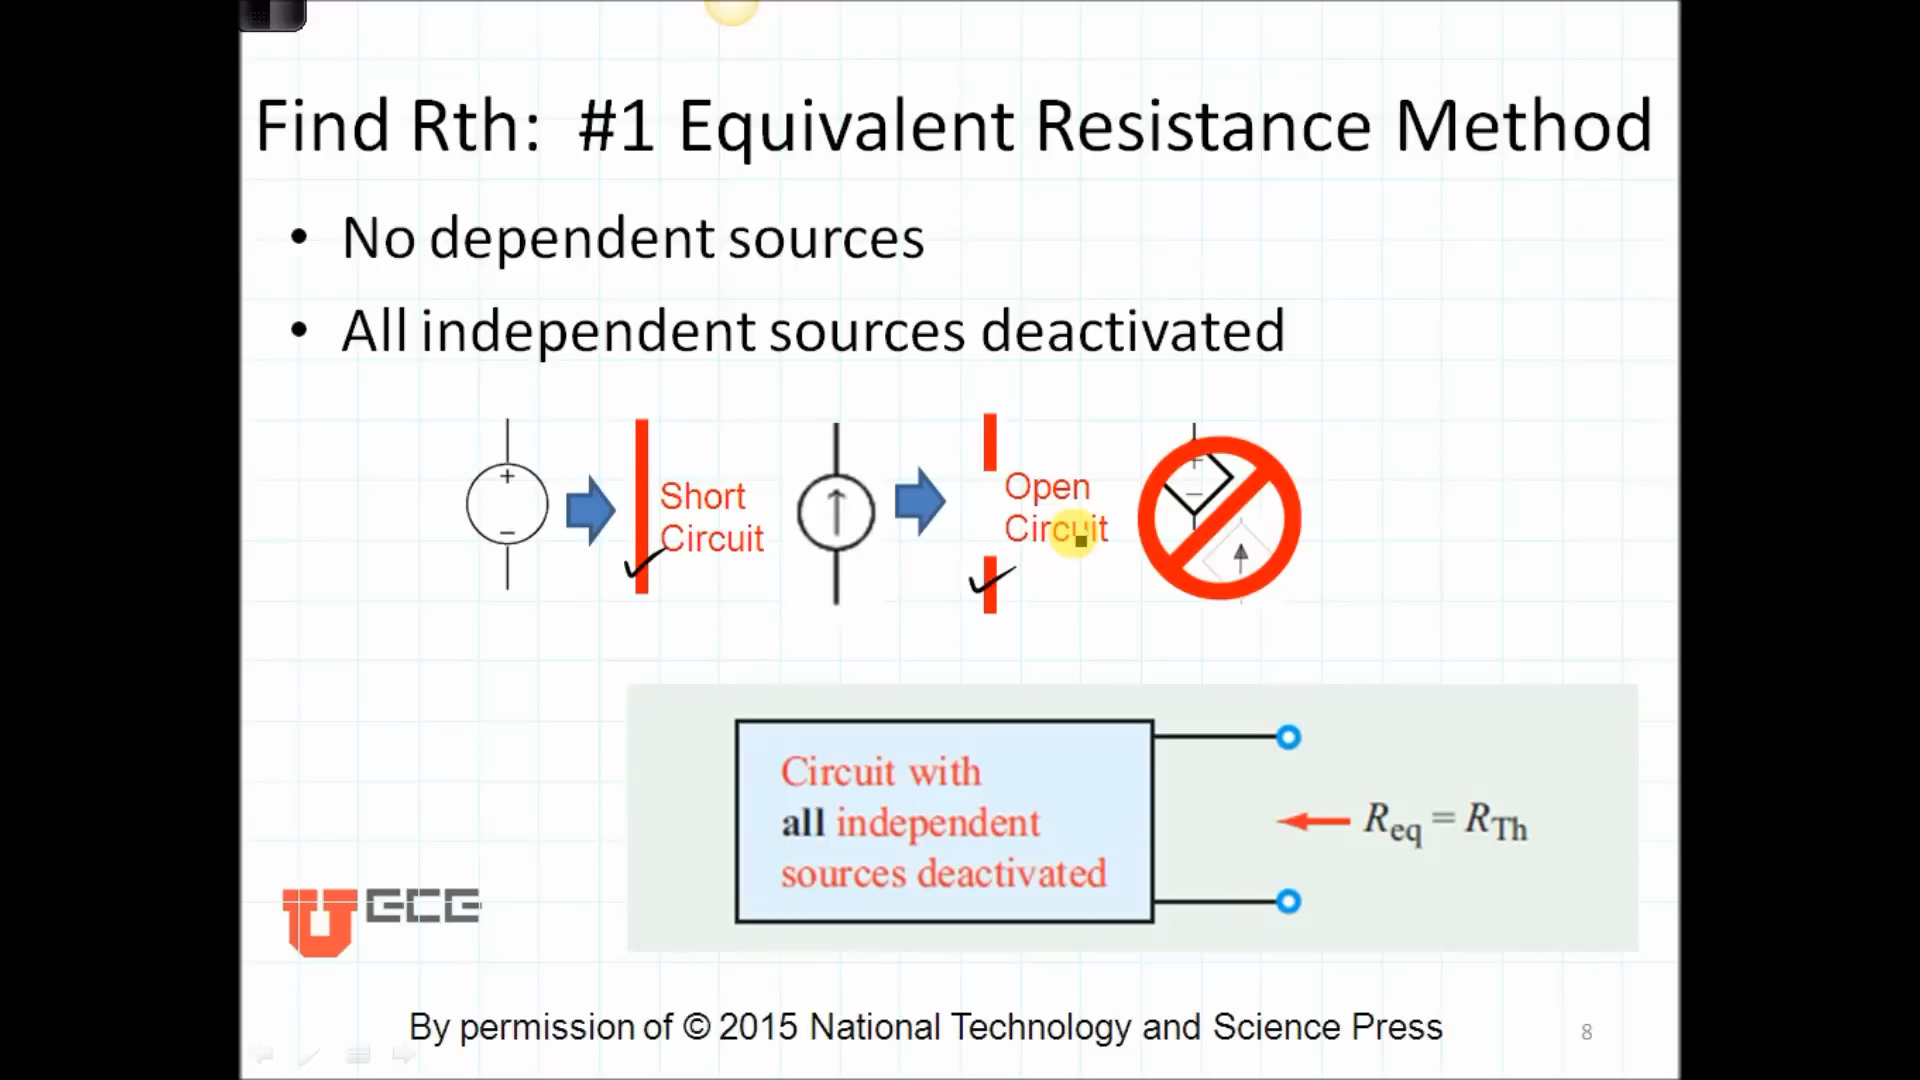 Find Rth: #1 Equivalent Resistance Method
• No dependent sources
• All independent sources deactivated
+
−
Short
Circuit
Open
Circuit
+
−
Circuit with
all independent
sources deactivated
Req = RTh
U ECE
By permission of © 2015 National Technology and Science Press
8